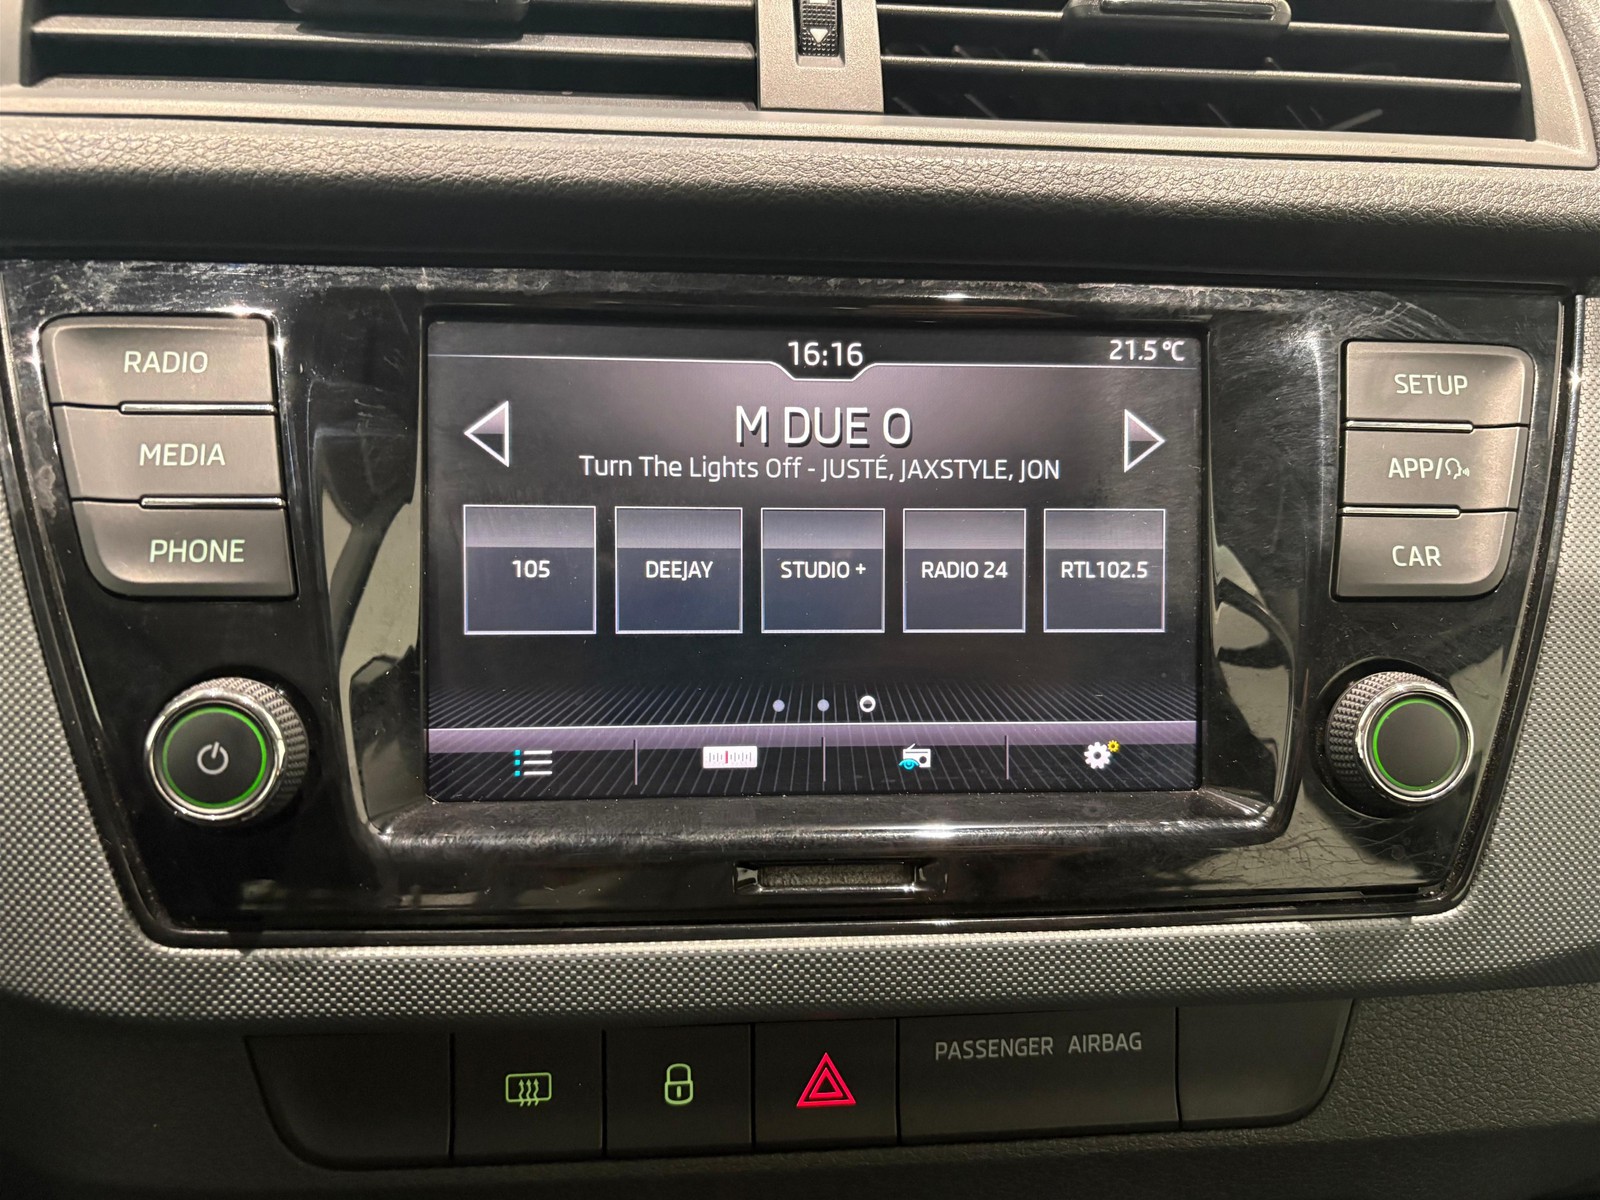 16:16
21.5°C
M DUE O
Turn The Lights Off - JUSTÉ, JAXSTYLE, JON
105
DEEJAY
STUDIO +
RADIO 24
RTL102.5
RADIO
MEDIA
PHONE
SETUP
APP/
CAR
PASSENGER AIRBAG